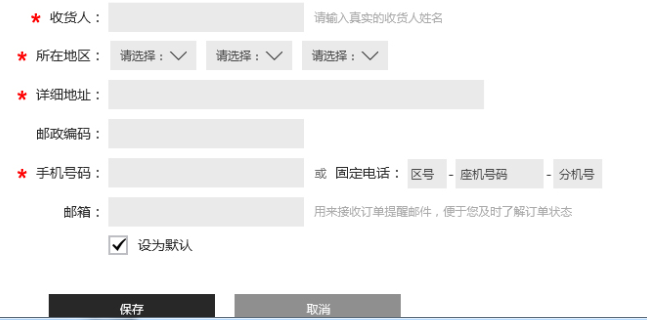 * 收货人： 请输入真实的收货人姓名
* 所在地区： 请选择： 请选择： 请选择：
* 详细地址：
邮政编码：
* 手机号码： 或 固定电话： 区号 - 座机号码 - 分机号
邮箱： 用来接收订单提醒邮件，便于您及时了解订单状态
设为默认
保存 取消